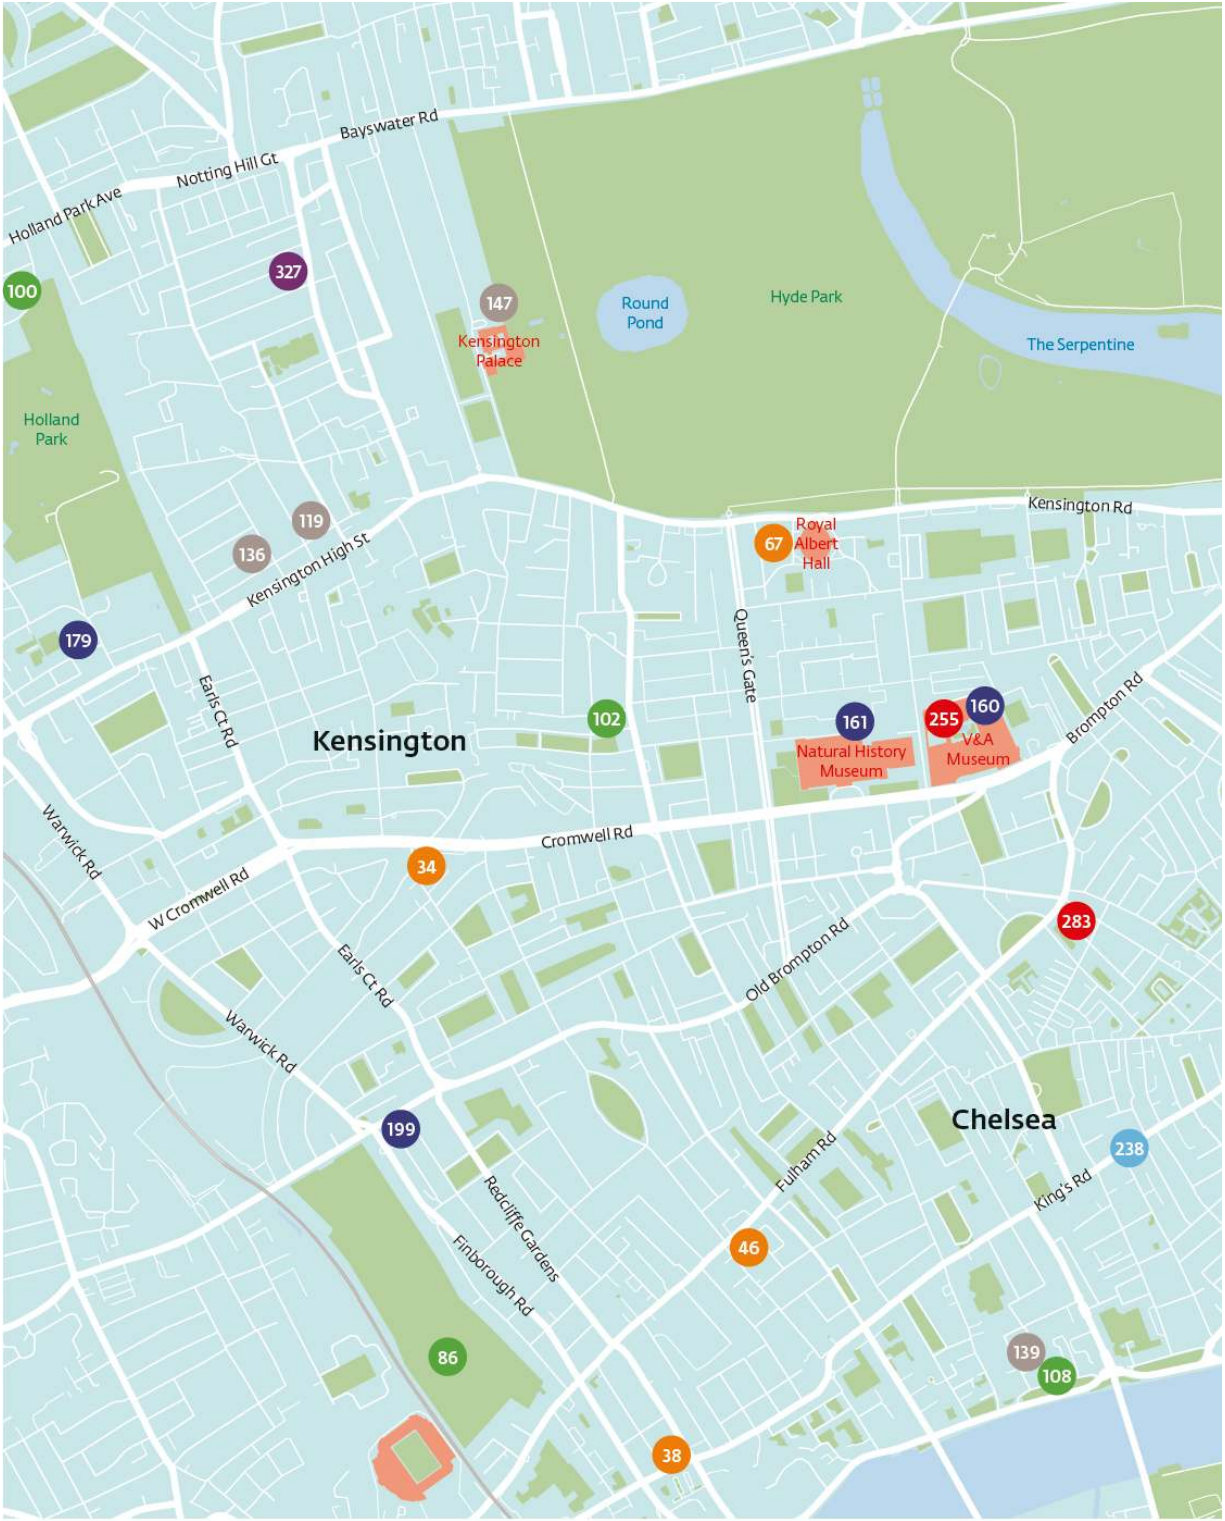 Bayswater Rd
Notting Hill Gt
Holland Park Ave
327
100
147
Kensington
Palace
Round
Pond
Hyde Park
The Serpentine
Holland
Park
119
136
Kensington High St
Kensington Rd
67
Royal
Albert
Hall
179
Queen's Gate
Earls Ct Rd
Kensington
102
161
Natural History
Museum
255
160
V&A
Museum
Brompton Rd
Warwick Rd
Cromwell Rd
34
W Cromwell Rd
283
Earls Ct Rd
Old Brompton Rd
Warwick Rd
199
Chelsea
238
King's Rd
Fulham Rd
Redcliffe Gardens
Finborough Rd
46
86
139
108
38